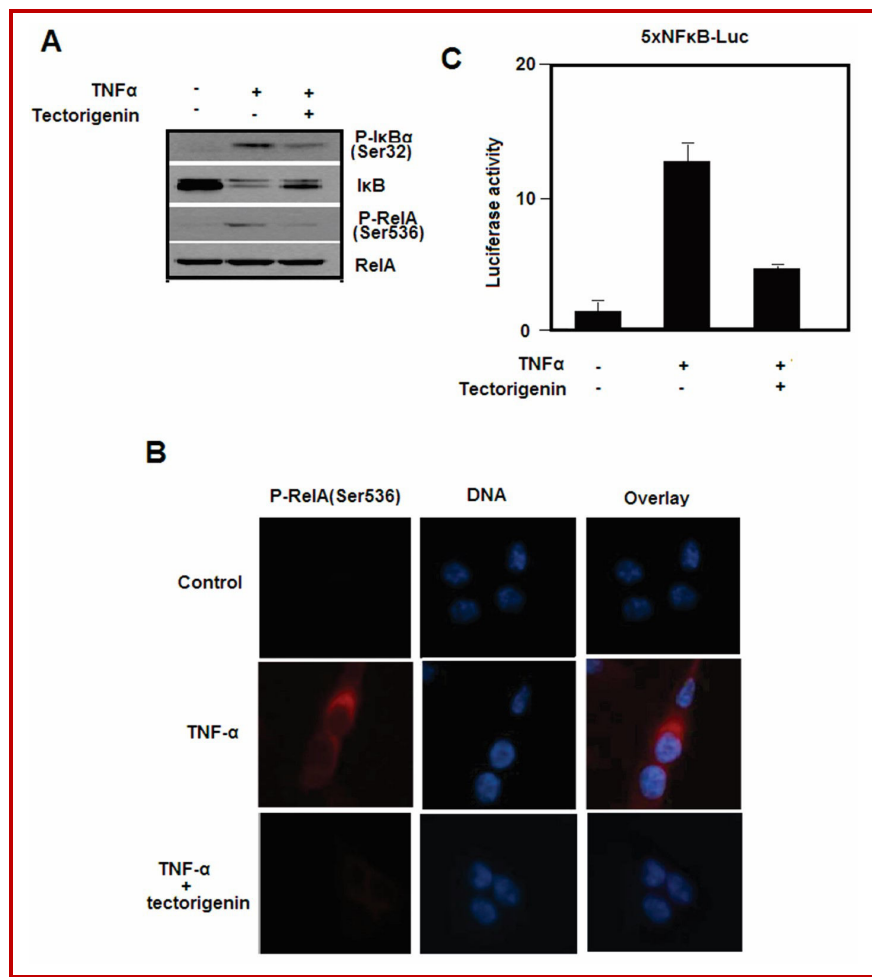 A
TNFα - + +
Tectorigenin - - +
P-IκBα
(Ser32)
IκB
P-RelA
(Ser536)
RelA
C
5xNFκB-Luc
20
10
0
Luciferase activity
TNFα - + +
Tectorigenin - - +
B
P-RelA(Ser536) DNA Overlay
Control
TNF-α
TNF-α
+
tectorigenin